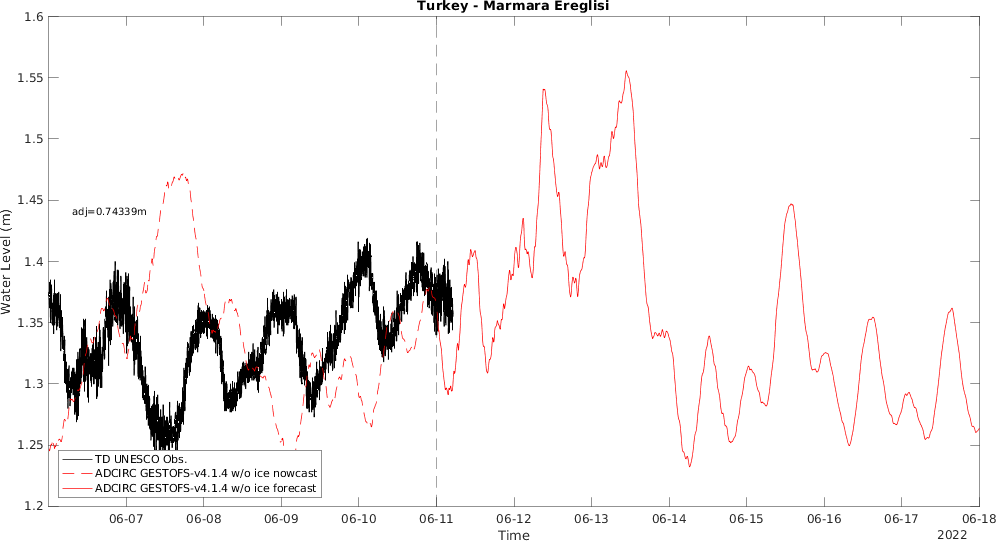 Turkey - Marmara Ereglisi
1.6
1.55
1.5
1.45
1.4
1.35
1.3
1.25
1.2
Water Level (m)
adj=0.74339m
TD UNESCO Obs.
ADCIRC GESTOFS-v4.1.4 w/o ice nowcast
ADCIRC GESTOFS-v4.1.4 w/o ice forecast
06-07 06-08 06-09 06-10 06-11 06-12 06-13 06-14 06-15 06-16 06-17 06-18
Time
2022